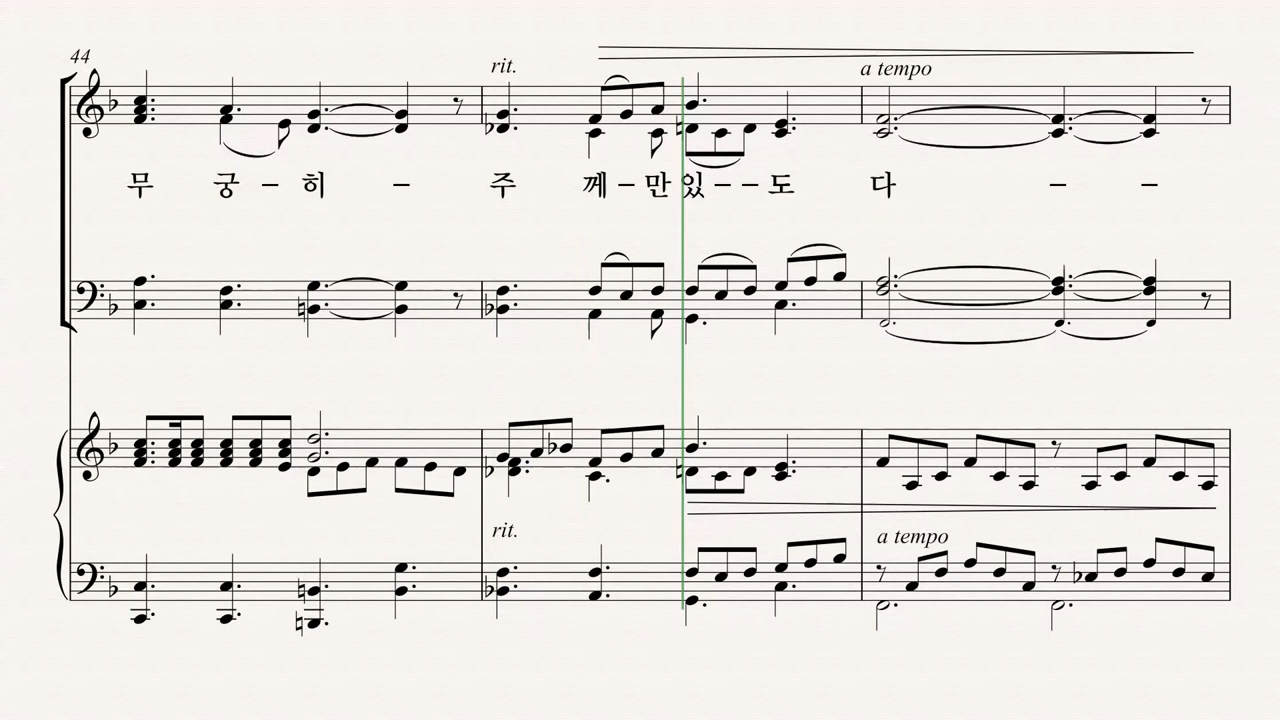 44
rit.
a tempo
무 궁 – 히 – 주 께 – 만 있 – – 도 다 – –
rit.
a tempo